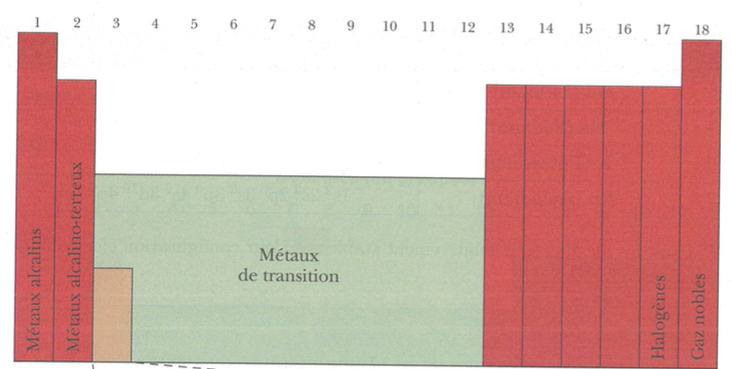 1 2 3 4 5 6 7 8 9 10 11 12 13 14 15 16 17 18
Métaux alcalins
Métaux alcalino-terreux
Métaux
de transition
Halogènes
Gaz nobles